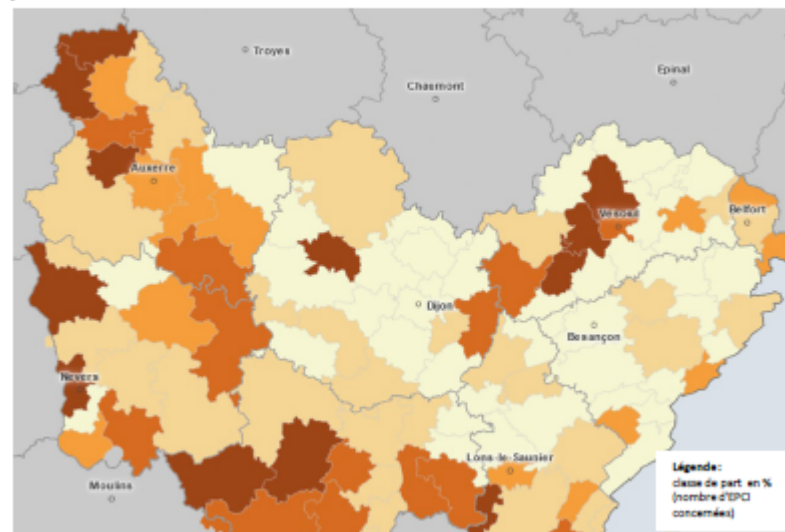 Troyes
Epinal
Chaumont
Auxerre
Vesoul
Belfort
Dijon
Besançon
Nevers
Lons-le-Saunier
Moulins
Légende:
classe de part en %
(nombre d'EPCI
concernées)